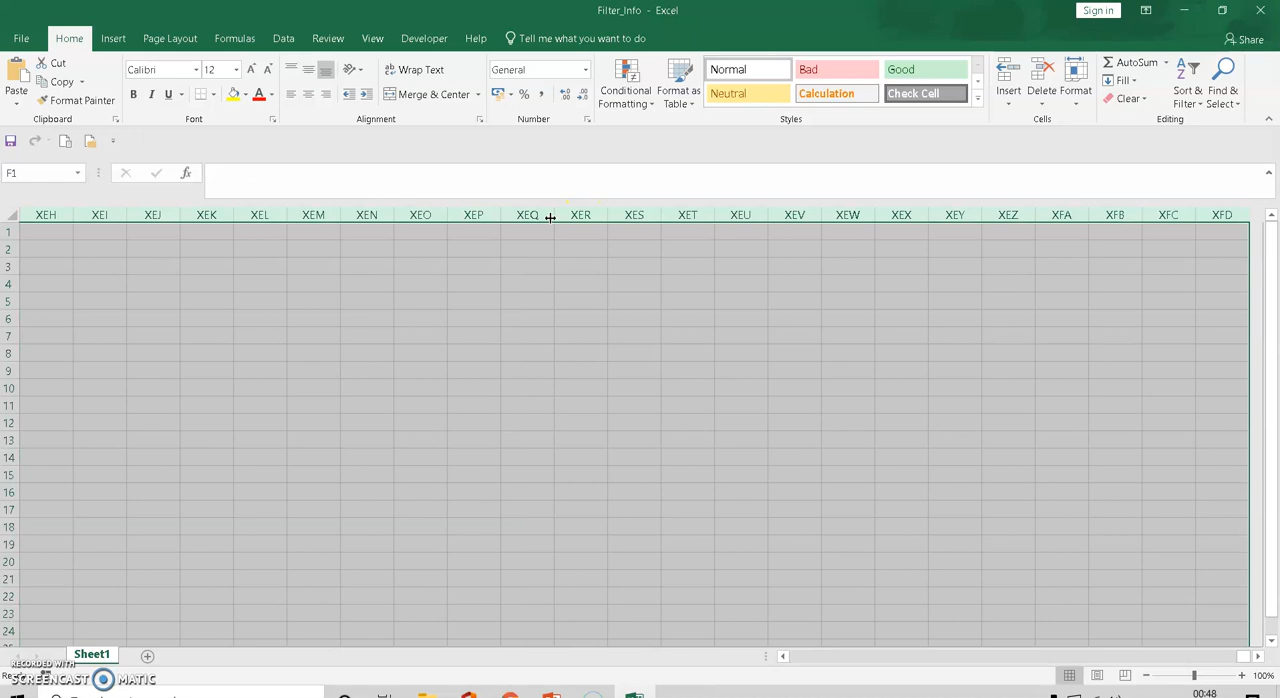 Filter_Info - Excel
Sign in
File Home Insert Page Layout Formulas Data Review View Developer Help Tell me what you want to do Share
Paste
Cut
Copy
Format Painter
Clipboard
Calibri 12
B I U
Font
Wrap Text
Merge & Center
Alignment
General
Number
Conditional Formatting
Format as Table
Normal Bad Good
Neutral Calculation Check Cell
Styles
Insert Delete Format
Cells
AutoSum
Fill
Clear
Sort & Filter
Find & Select
Editing
F1
fx
XEH XEI XEJ XEK XEL XEM XEN XEO XEP XEQ XER XES XET XEU XEV XEW XEX XEY XEZ XFA XFB XFC XFD
1
2
3
4
5
6
7
8
9
10
11
12
13
14
15
16
17
18
19
20
21
22
23
24
Sheet1
RECORDED WITH
SCREENCAST MATIC
100%
00:48